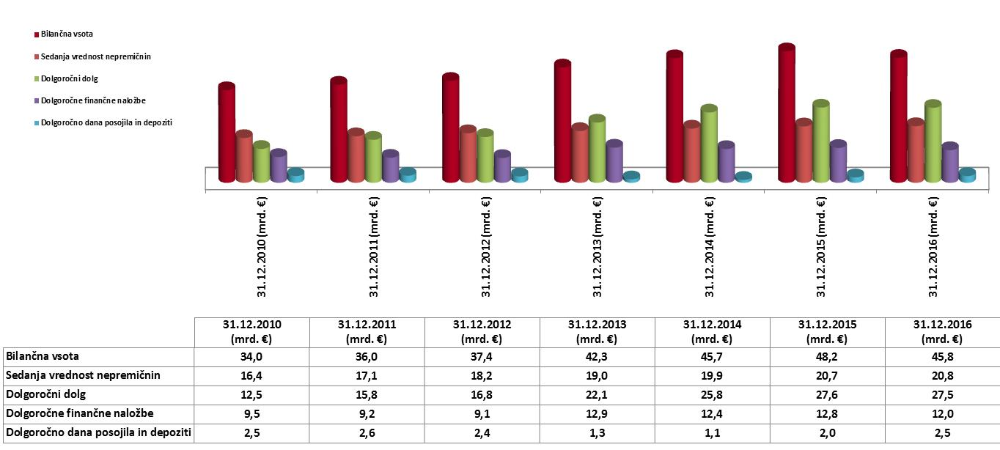 Bilančna vsota
Sedanja vrednost nepremičnin
Dolgoročni dolg
Dolgoročne finančne naložbe
Dolgoročno dana posojila in depoziti
31.12.2010 (mrd. €)
31.12.2011 (mrd. €)
31.12.2012 (mrd. €)
31.12.2013 (mrd. €)
31.12.2014 (mrd. €)
31.12.2015 (mrd. €)
31.12.2016 (mrd. €)
31.12.2010 31.12.2011 31.12.2012 31.12.2013 31.12.2014 31.12.2015 31.12.2016
(mrd. €) (mrd. €) (mrd. €) (mrd. €) (mrd. €) (mrd. €) (mrd. €)
Bilančna vsota 34,0 36,0 37,4 42,3 45,7 48,2 45,8
Sedanja vrednost nepremičnin 16,4 17,1 18,2 19,0 19,9 20,7 20,8
Dolgoročni dolg 12,5 15,8 16,8 22,1 25,8 27,6 27,5
Dolgoročne finančne naložbe 9,5 9,2 9,1 12,9 12,4 12,8 12,0
Dolgoročno dana posojila in depoziti 2,5 2,6 2,4 1,3 1,1 2,0 2,5